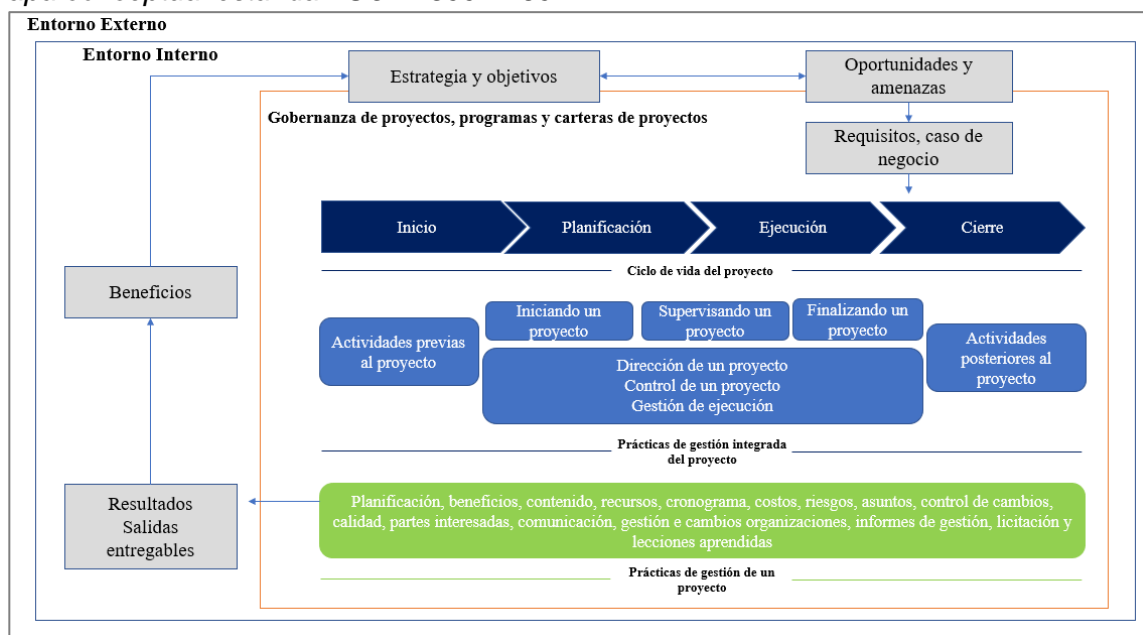 Entorno Externo
Entorno Interno
Estrategia y objetivos
Oportunidades y
amenazas
Gobernanza de proyectos, programas y carteras de proyectos
Requisitos, caso de
negocio
Inicio
Planificación
Ejecución
Cierre
Ciclo de vida del proyecto
Beneficios
Actividades previas
al proyecto
Iniciando un
proyecto
Supervisando un
proyecto
Finalizando un
proyecto
Actividades
posteriores al
proyecto
Dirección de un proyecto
Control de un proyecto
Gestión de ejecución
Prácticas de gestión integrada
del proyecto
Resultados
Salidas
entregables
Planificación, beneficios, contenido, recursos, cronograma, costos, riesgos, asuntos, control de cambios,
calidad, partes interesadas, comunicación, gestión e cambios organizaciones, informes de gestión, licitación y
lecciones aprendidas
Prácticas de gestión de un
proyecto